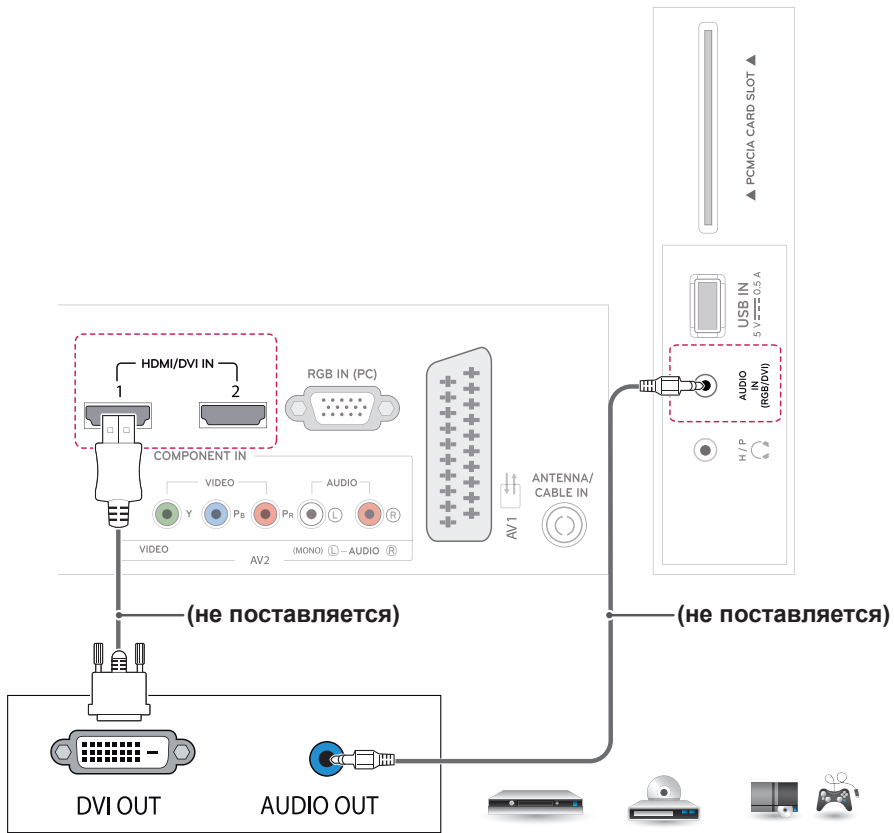 ▲ PCMCIA CARD SLOT ▲
USB IN
5 V 0.5 A
AUDIO
IN
(RGB/DVI)
H / P
HDMI/DVI IN
1
2
RGB IN (PC)
COMPONENT IN
VIDEO
AUDIO
Y
PB
PR
L
R
VIDEO
(MONO) L – AUDIO R
AV2
AV1
ANTENNA/
CABLE IN
(не поставляется)
(не поставляется)
DVI OUT
AUDIO OUT